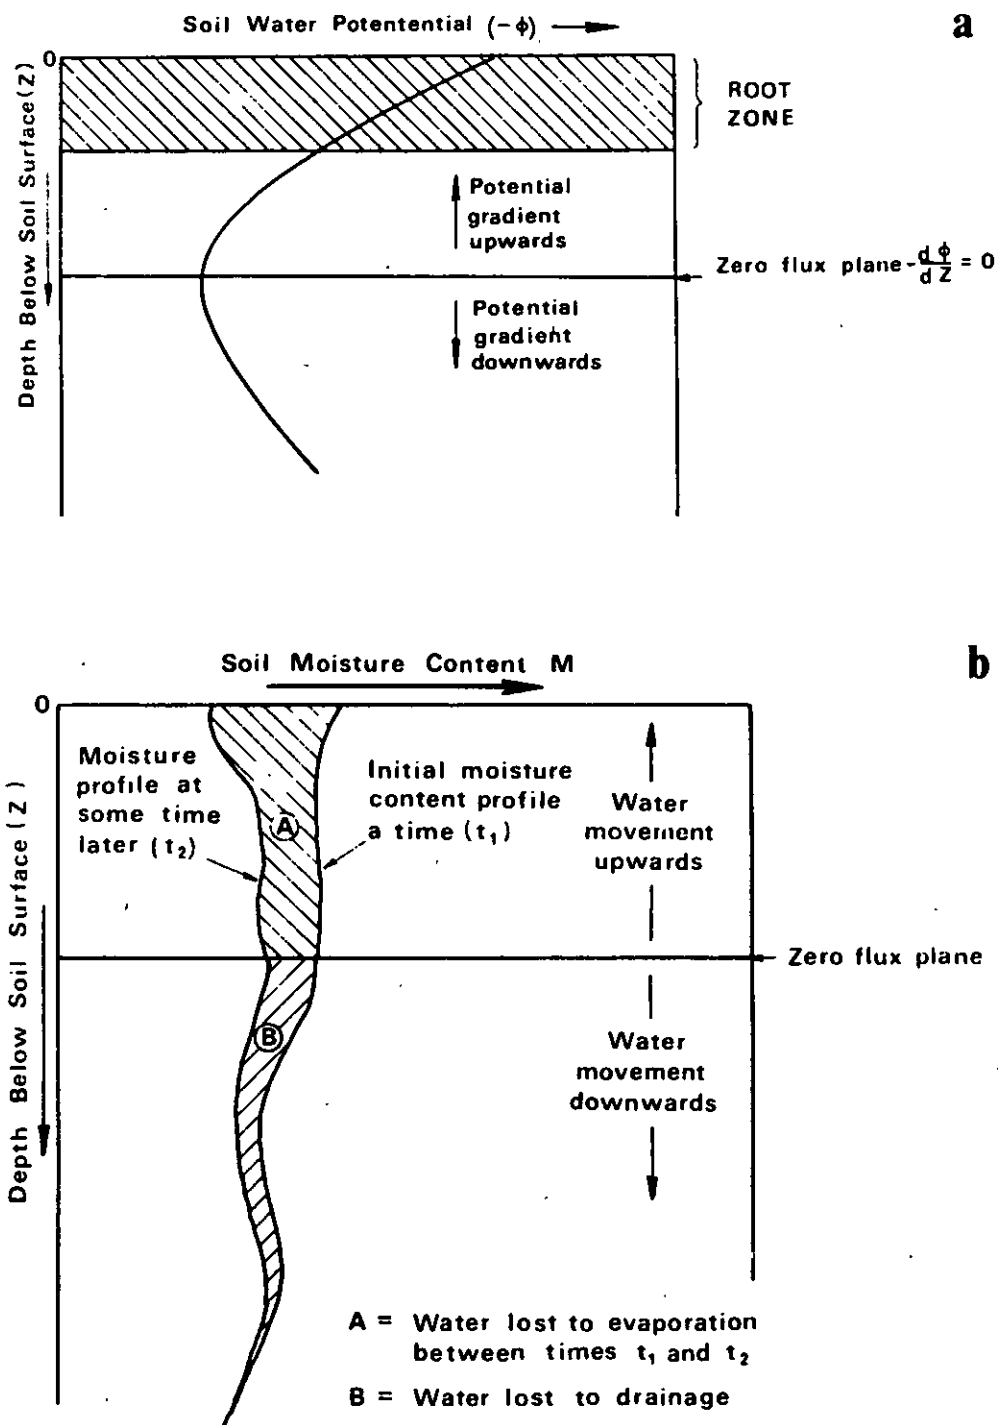 Soil Water Potentential (-ϕ)
a
0
Depth Below Soil Surface (Z)
ROOT
ZONE
Potential
gradient
upwards
Zero flux plane - dϕ/dZ = 0
Potential
gradient
downwards
Soil Moisture Content M
b
0
Depth Below Soil Surface (Z)
Moisture
profile at
some time
later (t₂)
Initial moisture
content profile
a time (t₁)
A
Water
movement
upwards
Zero flux plane
B
Water
movement
downwards
A = Water lost to evaporation
between times t₁ and t₂
B = Water lost to drainage